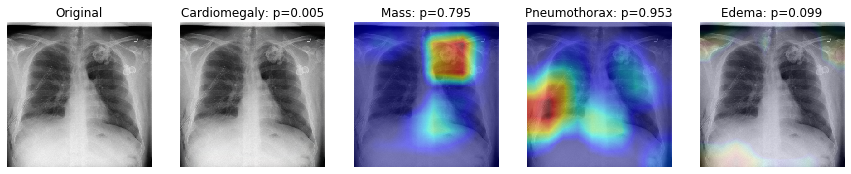 Original
Cardiomegaly: p=0.005
Mass: p=0.795
Pneumothorax: p=0.953
Edema: p=0.099